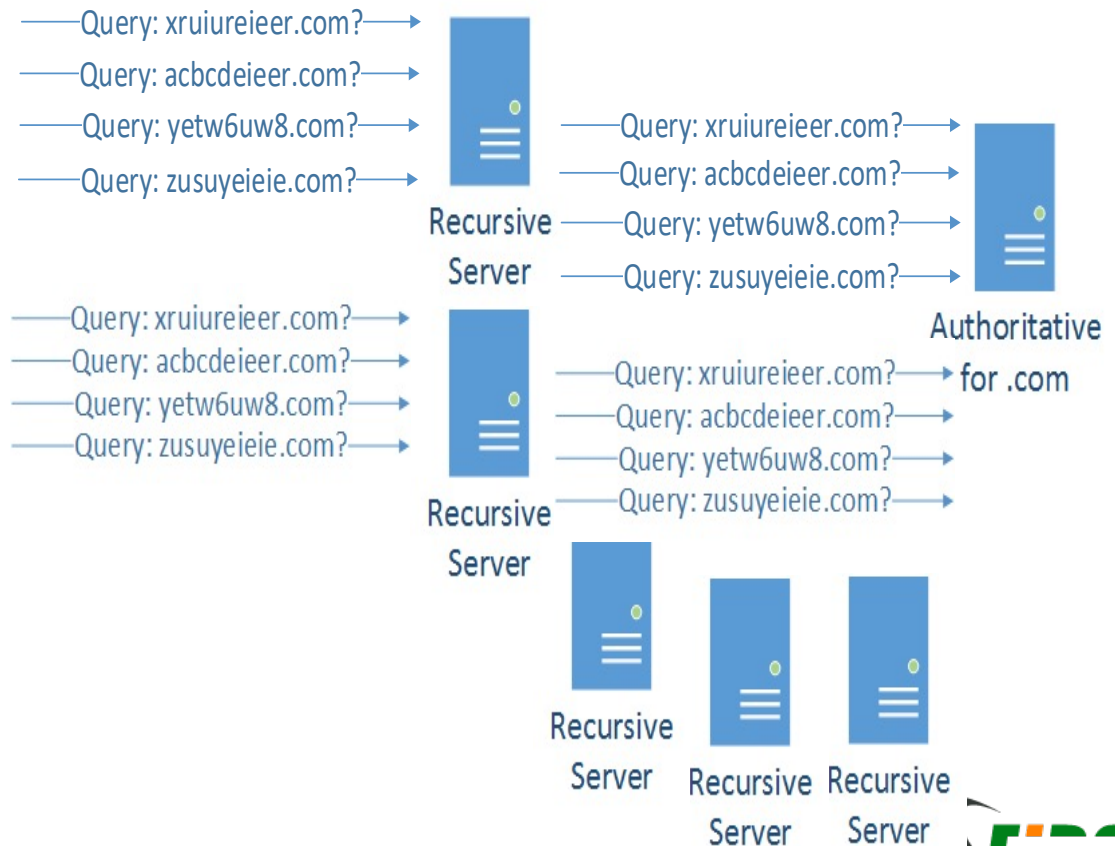 Query: xruiureieer.com?
Query: acbcdeieer.com?
Query: yetw6uw8.com?
Query: zusuyeieie.com?
Recursive
Server
Query: xruiureieer.com?
Query: acbcdeieer.com?
Query: yetw6uw8.com?
Query: zusuyeieie.com?
Authoritative
for .com
Query: xruiureieer.com?
Query: acbcdeieer.com?
Query: yetw6uw8.com?
Query: zusuyeieie.com?
Recursive
Server
Query: xruiureieer.com?
Query: acbcdeieer.com?
Query: yetw6uw8.com?
Query: zusuyeieie.com?
Recursive
Server
Recursive
Server
Recursive
Server